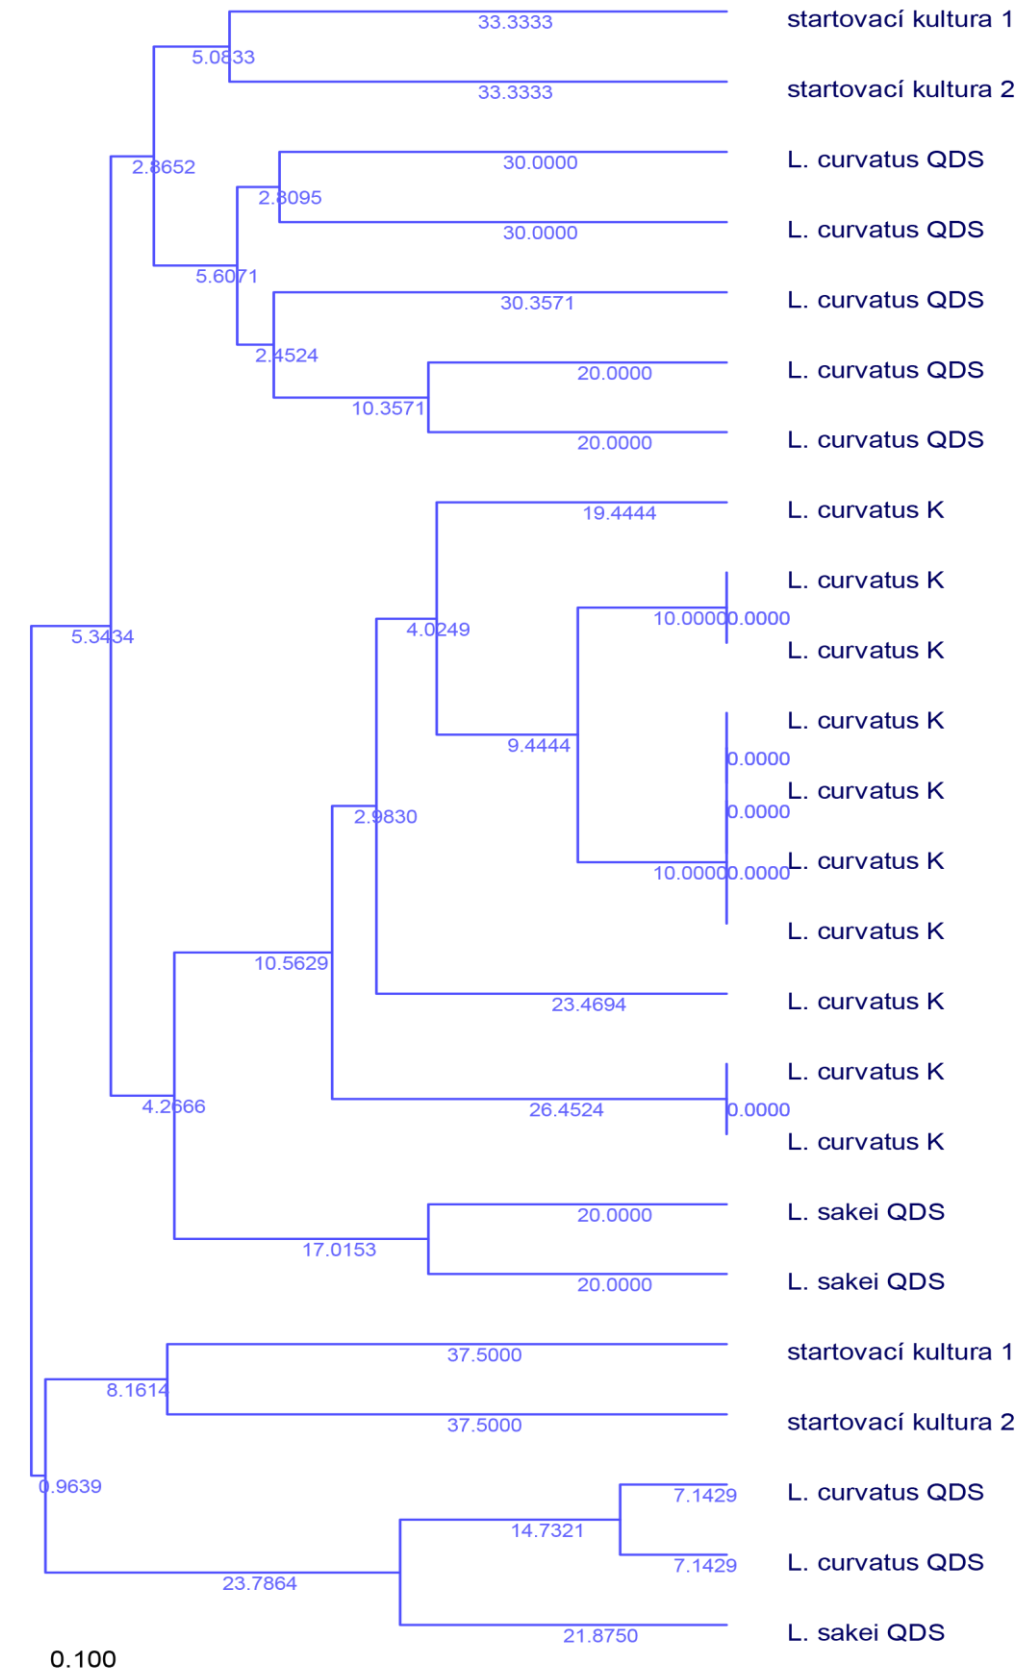 33.3333 startovací kultura 1
5.0833
33.3333 startovací kultura 2
30.0000 L. curvatus QDS
2.8652
2.8095
30.0000 L. curvatus QDS
5.6071
30.3571 L. curvatus QDS
2.4524
20.0000 L. curvatus QDS
10.3571
20.0000 L. curvatus QDS
19.4444 L. curvatus K
L. curvatus K
10.0000 0.0000
5.3434
4.0249
L. curvatus K
L. curvatus K
9.4444
0.0000
L. curvatus K
0.0000
2.9830
L. curvatus K
10.0000 0.0000
L. curvatus K
10.5629
23.4694 L. curvatus K
L. curvatus K
4.2666
26.4524 0.0000
L. curvatus K
20.0000 L. sakei QDS
17.0153
20.0000 L. sakei QDS
37.5000 startovací kultura 1
8.1614
37.5000 startovací kultura 2
0.9639
7.1429 L. curvatus QDS
14.7321
7.1429 L. curvatus QDS
23.7864
21.8750 L. sakei QDS
0.100